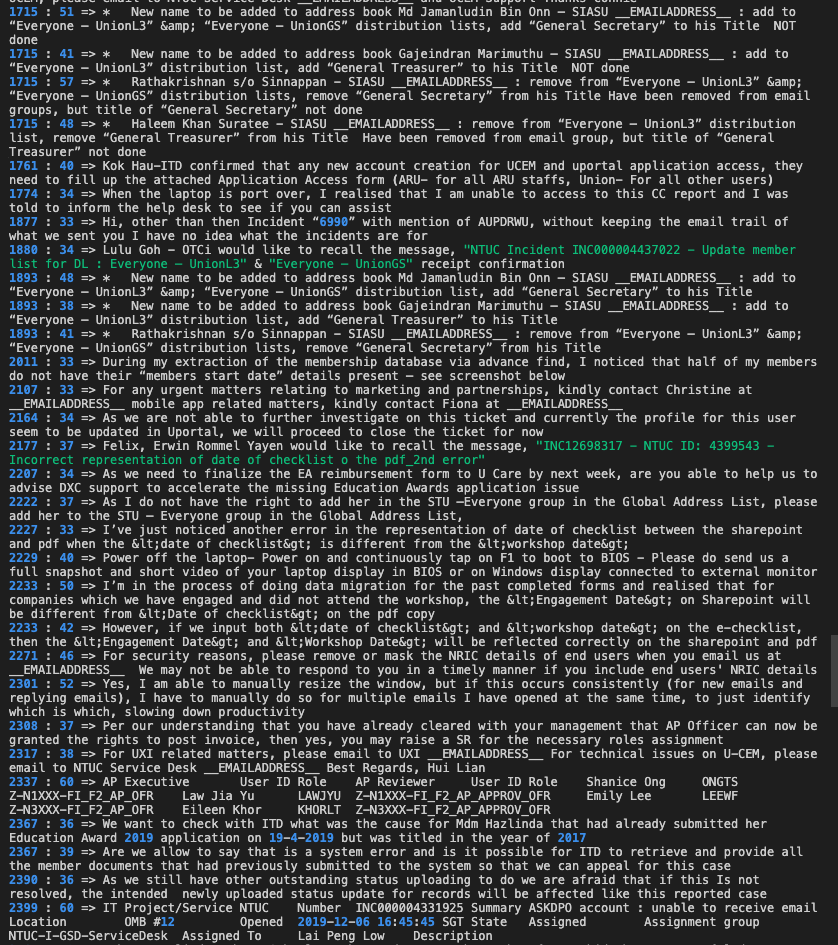 1715 : 51 => *   New name to be added to address book Md Jamanludin Bin Onn – SIASU __EMAILADDRESS__ : add to
“Everyone – UnionL3” &amp; “Everyone – UnionGS” distribution lists, add “General Secretary” to his Title  NOT
done
1715 : 41 => *   New name to be added to address book Gajeindran Marimuthu – SIASU __EMAILADDRESS__ : add to
“Everyone – UnionL3” distribution list, add “General Treasurer” to his Title  NOT done
1715 : 57 => *   Rathakrishnan s/o Sinnappan – SIASU __EMAILADDRESS__ : remove from “Everyone – UnionL3” &amp;
“Everyone – UnionGS” distribution lists, remove “General Secretary” from his Title Have been removed from email
groups, but title of “General Secretary” not done
1715 : 48 => *   Haleem Khan Suratee – SIASU __EMAILADDRESS__ : remove from “Everyone – UnionL3” distribution
list, remove “General Treasurer” from his Title  Have been removed from email group, but title of “General
Treasurer” not done
1761 : 40 => Kok Hau-ITD confirmed that any new account creation for UCEM and uportal application access, they
need to fill up the attached Application Access form (ARU– for all ARU staffs, Union– For all other users)
1774 : 34 => When the laptop is port over, I realised that I am unable to access to this CC report and I was
told to inform the help desk to see if you can assist
1877 : 33 => Hi, other than then Incident “6990” with mention of AUPDRWU, without keeping the email trail of
what we sent you I have no idea what the incidents are for
1880 : 34 => Lulu Goh – OTCi would like to recall the message, "NTUC Incident INC000004437022 – Update member
list for DL : Everyone – UnionL3" & "Everyone – UnionGS" receipt confirmation
1893 : 48 => *   New name to be added to address book Md Jamanludin Bin Onn – SIASU __EMAILADDRESS__ : add to
“Everyone – UnionL3” &amp; “Everyone – UnionGS” distribution lists, add “General Secretary” to his Title
1893 : 38 => *   New name to be added to address book Gajeindran Marimuthu – SIASU __EMAILADDRESS__ : add to
“Everyone – UnionL3” distribution list, add “General Treasurer” to his Title
1893 : 41 => *   Rathakrishnan s/o Sinnappan – SIASU __EMAILADDRESS__ : remove from “Everyone – UnionL3” &amp;
“Everyone – UnionGS” distribution lists, remove “General Secretary” from his Title
2011 : 33 => During my extraction of the membership database via advance find, I noticed that half of my members
do not have their “members start date” details present – see screenshot below
2107 : 33 => For any urgent matters relating to marketing and partnerships, kindly contact Christine at
__EMAILADDRESS__ mobile app related matters, kindly contact Fiona at __EMAILADDRESS__
2164 : 34 => As we are not able to further investigate on this ticket and currently the profile for this user
seem to be updated in Uportal, we will proceed to close the ticket for now
2177 : 37 => Felix, Erwin Rommel Yayen would like to recall the message, "INC12698317 – NTUC ID: 4399543 –
Incorrect representation of date of checklist o the pdf_2nd error"
2207 : 34 => As we need to finalize the EA reimbursement form to U Care by next week, are you able to help us to
advise DXC support to accelerate the missing Education Awards application issue
2222 : 37 => As I do not have the right to add her in the STU –Everyone group in the Global Address List, please
add her to the STU – Everyone group in the Global Address List,
2227 : 33 => I’ve just noticed another error in the representation of date of checklist between the sharepoint
and pdf when the &lt;date of checklist&gt; is different from the &lt;workshop date&gt;
2229 : 40 => Power off the laptop– Power on and continuously tap on F1 to boot to BIOS – Please do send us a
full snapshot and short video of your laptop display in BIOS or on Windows display connected to external monitor
2233 : 50 => I’m in the process of doing data migration for the past completed forms and realised that for
companies which we have engaged and did not attend the workshop, the &lt;Engagement Date&gt; on Sharepoint will
be different from &lt;Date of checklist&gt; on the pdf copy
2233 : 42 => However, if we input both &lt;date of checklist&gt; and &lt;workshop date&gt; on the e-checklist,
then the &lt;Engagement Date&gt; and &lt;Workshop Date&gt; will be reflected correctly on the sharepoint and pdf
2271 : 46 => For security reasons, please remove or mask the NRIC details of end users when you email us at
__EMAILADDRESS__  We may not be able to respond to you in a timely manner if you include end users’ NRIC details
2301 : 52 => Yes, I am able to manually resize the window, but if this occurs consistently (for new emails and
replying emails), I have to manually do so for multiple emails I have opened at the same time, to just identify
which is which, slowing down productivity
2308 : 37 => Per our understanding that you have already cleared with your management that AP Officer can now be
granted the rights to post invoice, then yes, you may raise a SR for the necessary roles assignment
2317 : 38 => For UXI related matters, please email to UXI __EMAILADDRESS__ For technical issues on U-CEM, please
email to NTUC Service Desk __EMAILADDRESS__ Best Regards, Hui Lian
2337 : 60 => AP Executive      User ID Role    AP Reviewer     User ID Role    Shanice Ong     ONGTS
Z–N1XXX–FI_F2_AP_OFR    Law Jia Yu      LAWJYU  Z–N1XXX–FI_F2_AP_APPROV_OFR     Emily Lee       LEEWF
Z–N3XXX–FI_F2_AP_OFR    Eileen Khor     KHORLT  Z–N3XXX–FI_F2_AP_APPROV_OFR
2367 : 36 => We want to check with ITD what was the cause for Mdm Hazlinda that had already submitted her
Education Award 2019 application on 19–4–2019 but was titled in the year of 2017
2367 : 39 => Are we allow to say that is a system error and is it possible for ITD to retrieve and provide all
the member documents that had previously submitted to the system so that we can appeal for this case
2390 : 36 => As we still have other outstanding status uploading to do we are afraid that if this Is not
resolved, the intended  newly uploaded status update for records will be affected like this reported case
2399 : 60 => IT Project/Service NTUC    Number  INC000004331925 Summary ASKDPO account : unable to receive email
Location        OMB #12         Opened  2019–12–06 16:45:45 SGT State   Assigned        Assignment group
NTUC–I–GSD–ServiceDesk  Assigned To     Lai Peng Low    Description